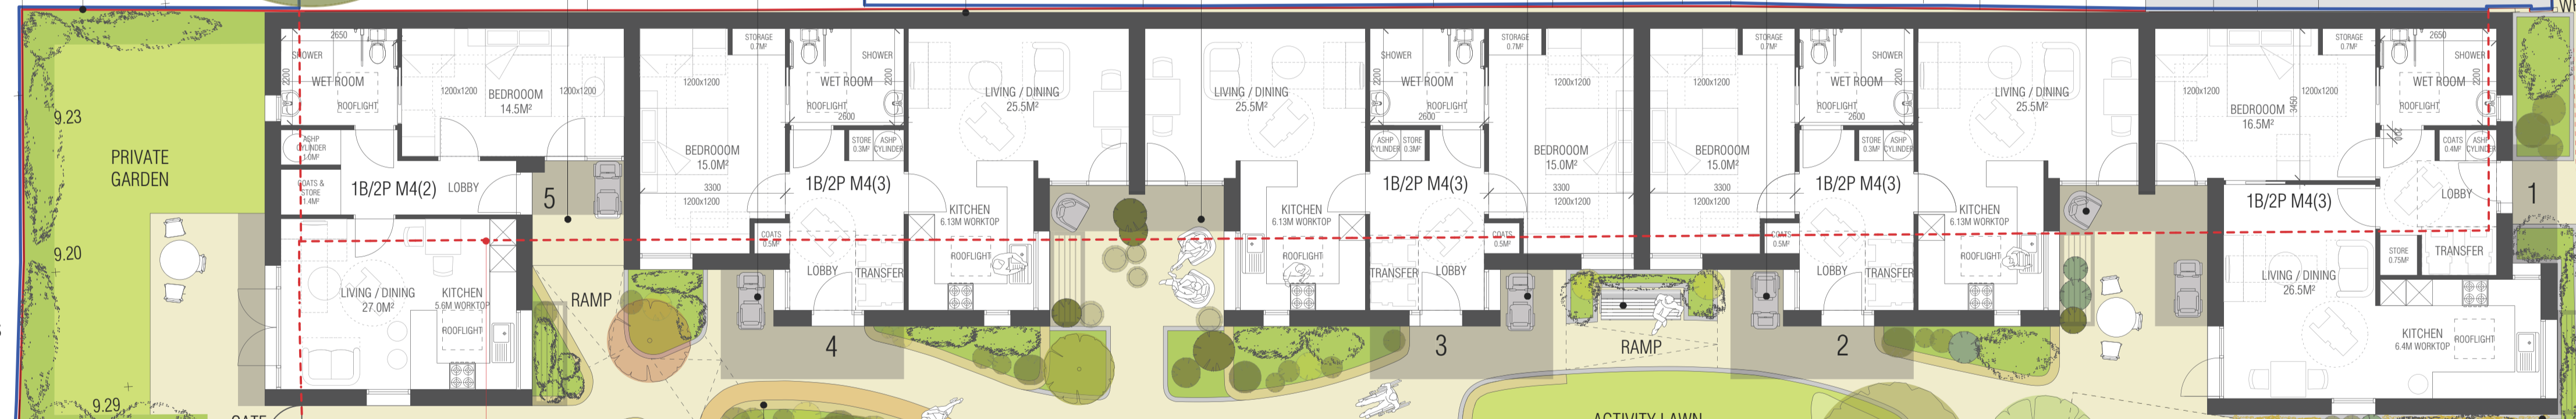 9.23
PRIVATE
GARDEN
9.20
9.29
GATE
2650
SHOWER
2200
WET ROOM
ROOFLIGHT
1200x1200
BEDROOOM
14.5M²
1200x1200
ASHP
CYLINDER
1.0M²
COATS &
STORE
1.4M²
1B/2P M4(2)
LOBBY
5
LIVING / DINING
27.0M²
KITCHEN
5.6M WORKTOP
ROOFLIGHT
RAMP
STORAGE
0.7M²
1200x1200
BEDROOOM
15.0M²
3300
1200x1200
COATS
0.5M²
SHOWER
2200
WET ROOM
ROOFLIGHT
2600
STORE
0.3M²
ASHP
CYLINDER
1B/2P M4(3)
LOBBY
TRANSFER
4
LIVING / DINING
25.5M²
KITCHEN
6.13M WORKTOP
ROOFLIGHT
LIVING / DINING
25.5M²
KITCHEN
6.13M WORKTOP
ROOFLIGHT
SHOWER
2200
WET ROOM
ROOFLIGHT
2600
ASHP
CYLINDER
STORE
0.3M²
1B/2P M4(3)
TRANSFER
LOBBY
3
STORAGE
0.7M²
1200x1200
BEDROOOM
15.0M²
3300
1200x1200
COATS
0.5M²
RAMP
ACTIVITY LAWN
STORAGE
0.7M²
1200x1200
BEDROOOM
15.0M²
3300
1200x1200
COATS
0.5M²
SHOWER
2200
WET ROOM
ROOFLIGHT
2600
STORE
0.3M²
ASHP
CYLINDER
1B/2P M4(3)
LOBBY
TRANSFER
2
LIVING / DINING
25.5M²
KITCHEN
6.13M WORKTOP
ROOFLIGHT
1200x1200
BEDROOOM
16.5M²
3450
1200x1200
STORAGE
0.7M²
2650
SHOWER
2200
WET ROOM
ROOFLIGHT
COATS
0.4M²
ASHP
CYLINDER
1B/2P M4(3)
LOBBY
1
STORE
0.75M²
TRANSFER
LIVING / DINING
26.5M²
KITCHEN
6.4M WORKTOP
ROOFLIGHT